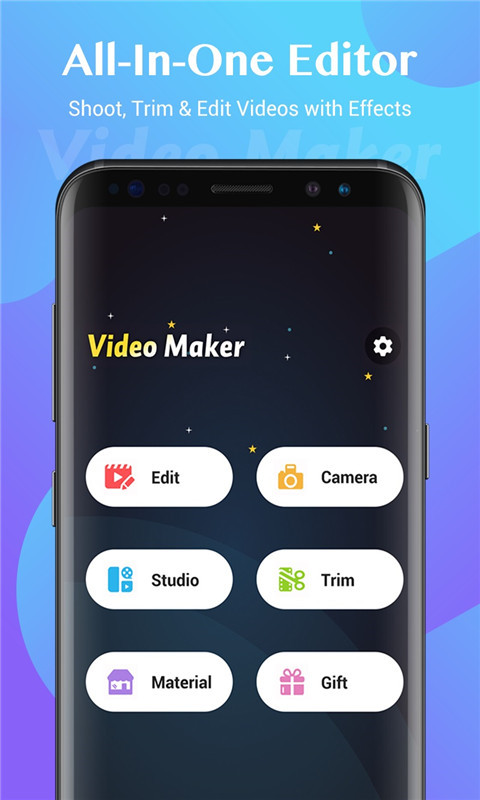 All-In-One Editor
Shoot, Trim & Edit Videos with Effects
Video Maker
Video Maker
Edit
Camera
Studio
Trim
Material
Gift